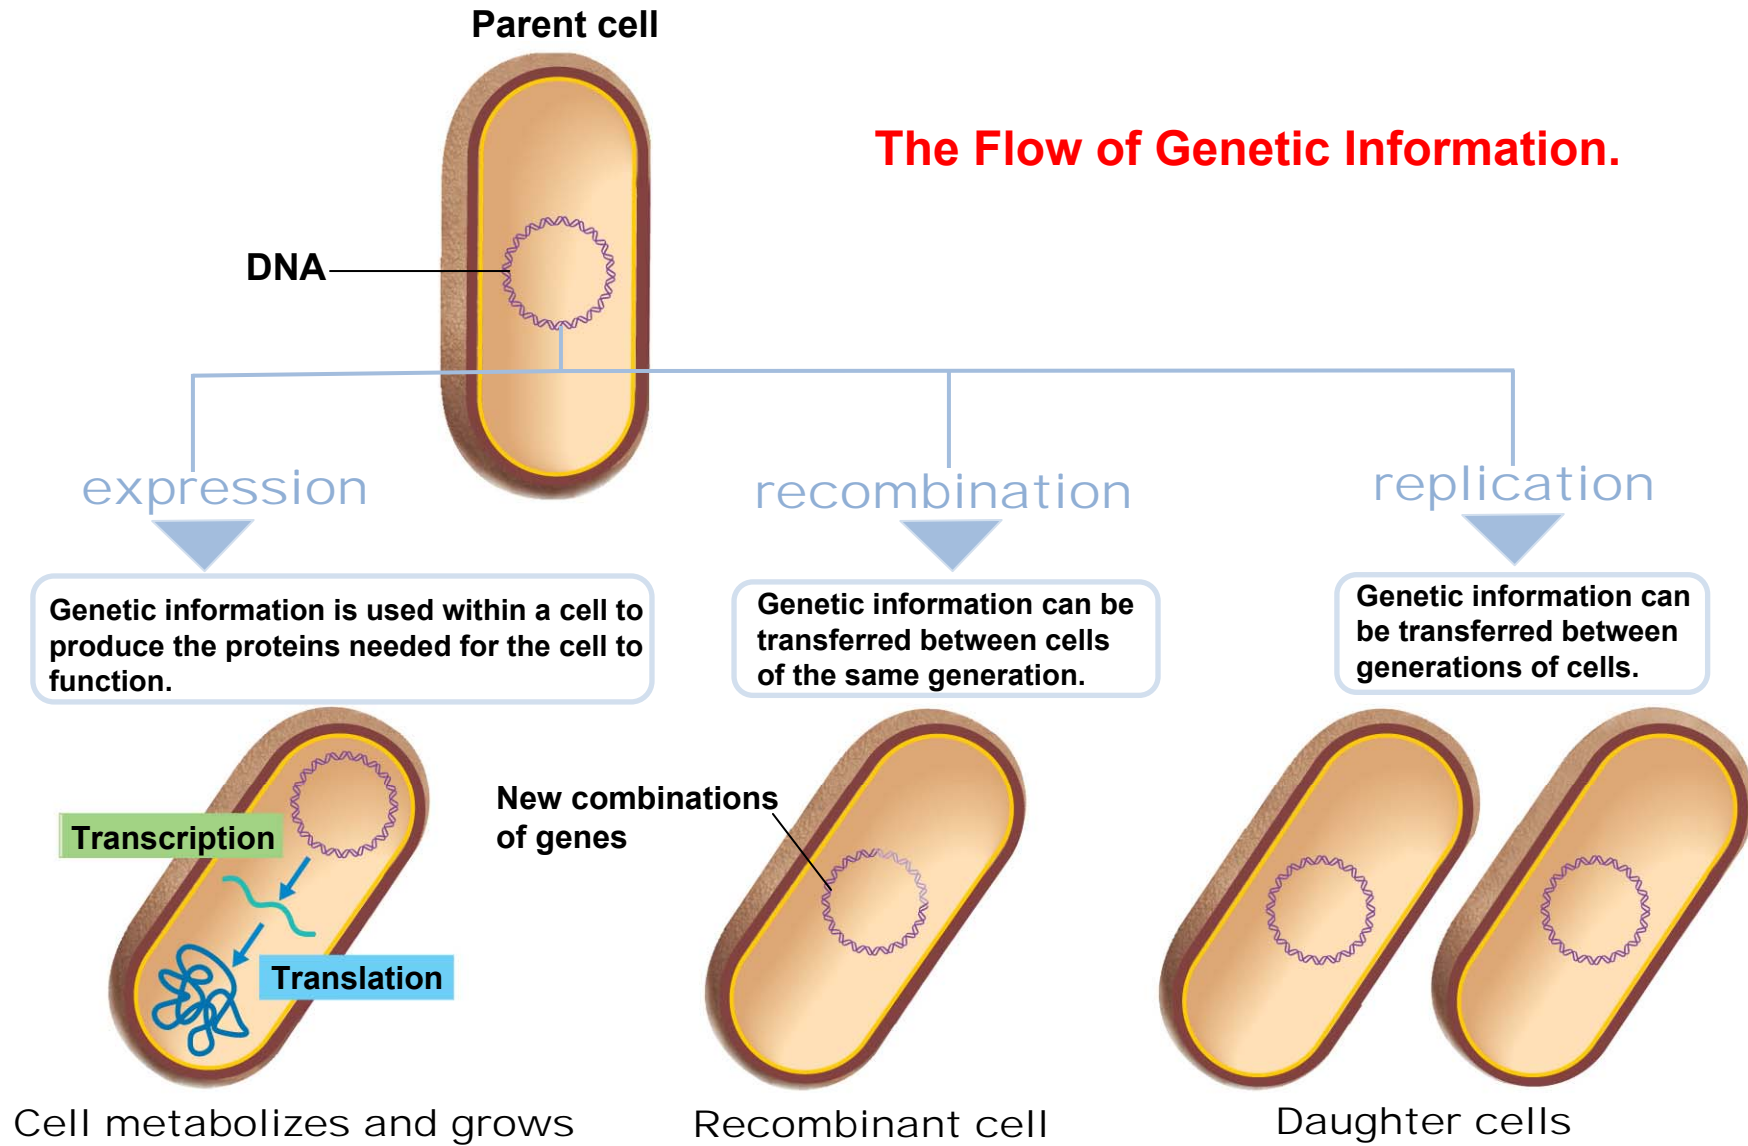 Parent cell
The Flow of Genetic Information.
DNA
expression
recombination
replication
Genetic information is used within a cell to
produce the proteins needed for the cell to
function.
Genetic information can be
transferred between cells
of the same generation.
Genetic information can
be transferred between
generations of cells.
Transcription
Translation
New combinations
of genes
Cell metabolizes and grows
Recombinant cell
Daughter cells